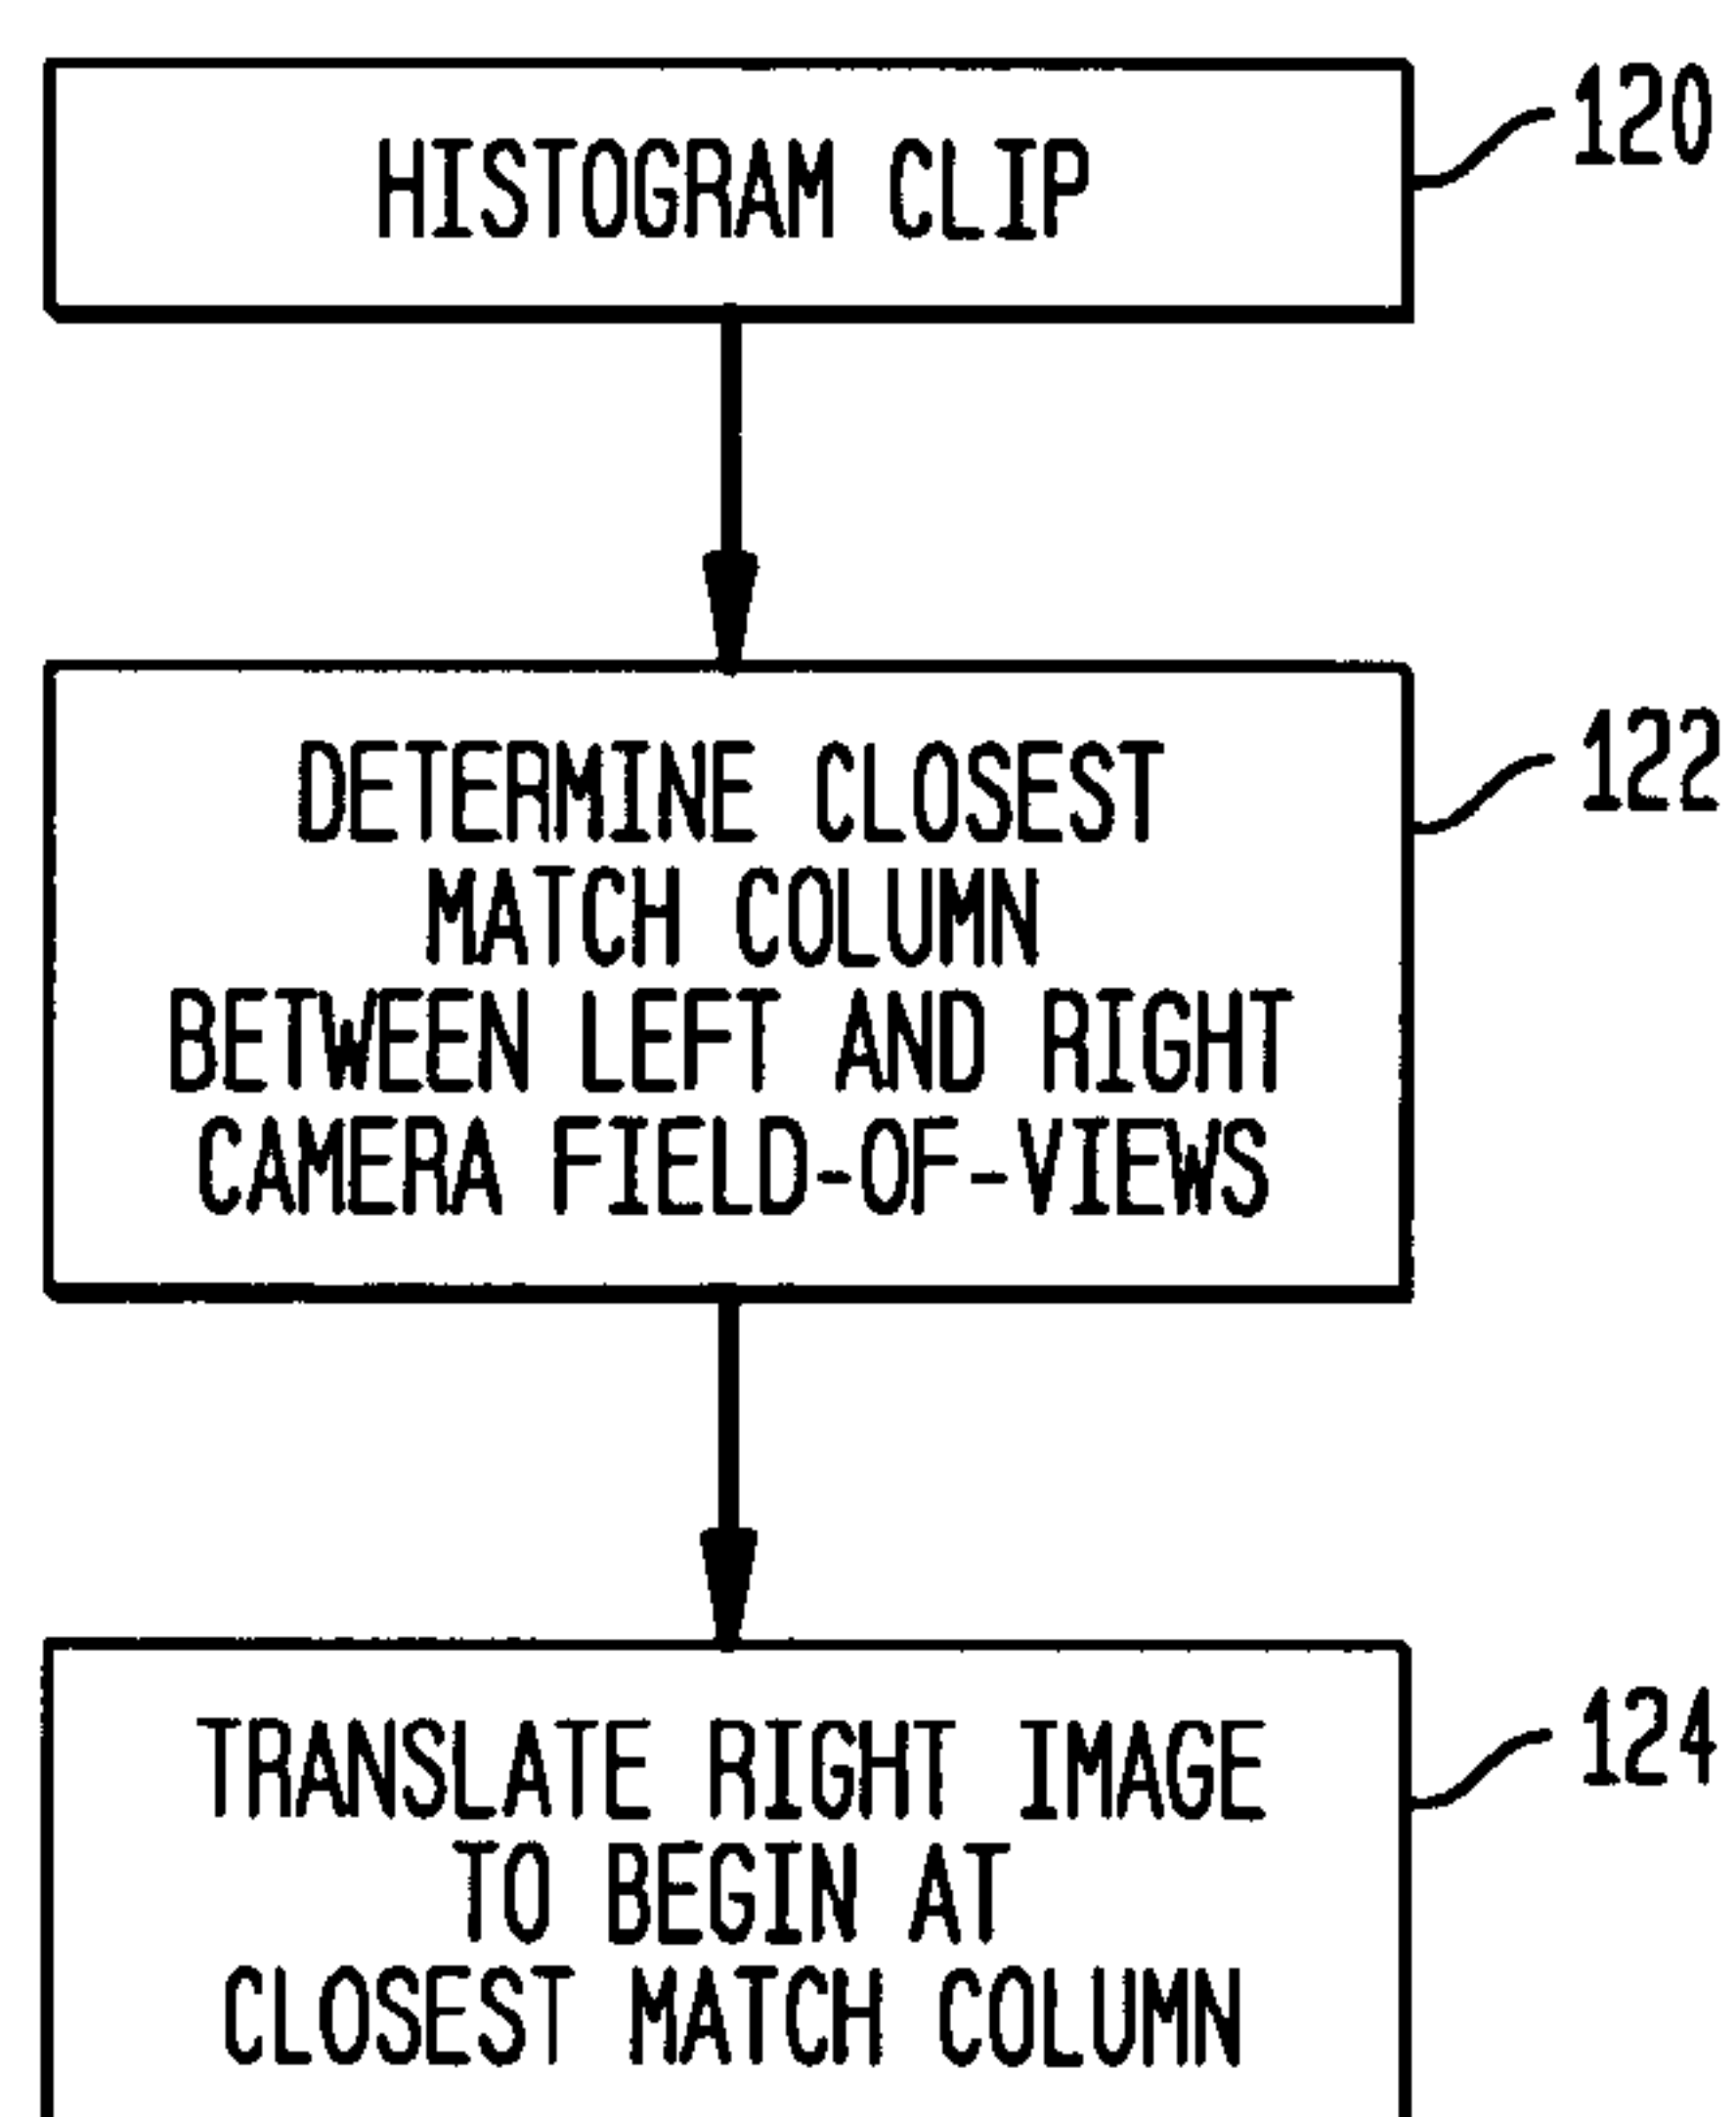 HISTOGRAM CLIP
120
DETERMINE CLOSEST
MATCH COLUMN
BETWEEN LEFT AND RIGHT
CAMERA FIELD-OF-VIEWS
122
TRANSLATE RIGHT IMAGE
TO BEGIN AT
CLOSEST MATCH COLUMN
124